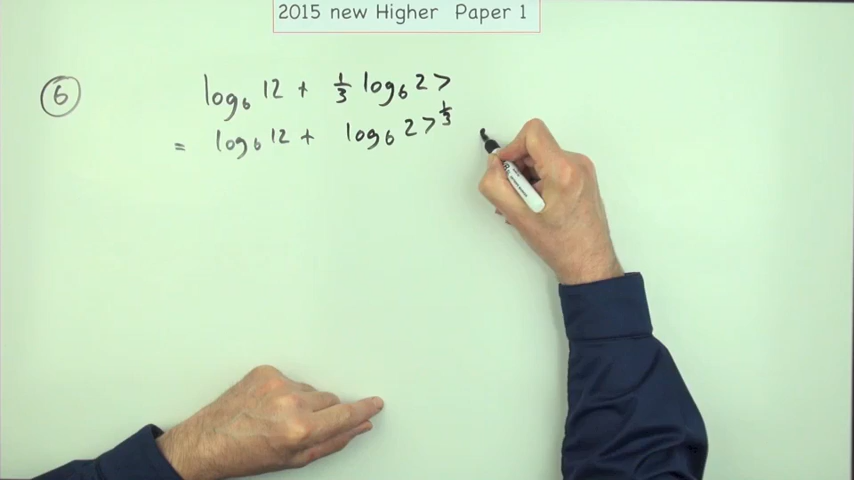 2015 new Higher Paper 1
6
log₆ 12 + 1/3 log₆ 27
= log₆ 12 + log₆ 27^1/3